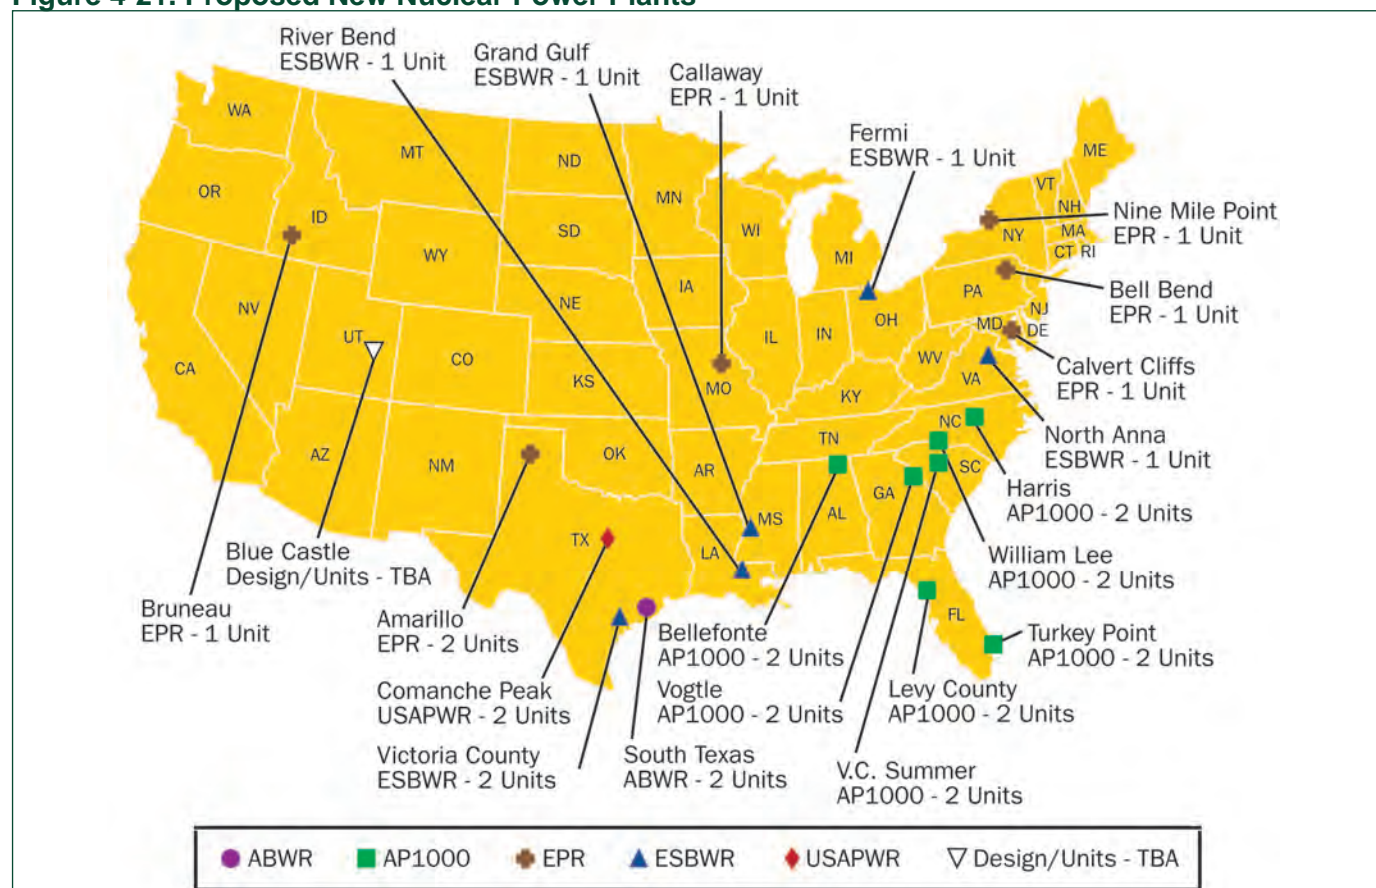 Figure 4-21. Proposed New Nuclear Power Plants
River Bend
ESBWR - 1 Unit
Grand Gulf
ESBWR - 1 Unit
Callaway
EPR - 1 Unit
Fermi
ESBWR - 1 Unit
Nine Mile Point
EPR - 1 Unit
Bell Bend
EPR - 1 Unit
Calvert Cliffs
EPR - 1 Unit
North Anna
ESBWR - 1 Unit
Harris
AP1000 - 2 Units
William Lee
AP1000 - 2 Units
Turkey Point
AP1000 - 2 Units
Levy County
AP1000 - 2 Units
V.C. Summer
AP1000 - 2 Units
Vogtle
AP1000 - 2 Units
Bellefonte
AP1000 - 2 Units
South Texas
ABWR - 2 Units
Victoria County
ESBWR - 2 Units
Comanche Peak
USAPWR - 2 Units
Amarillo
EPR - 2 Units
Blue Castle
Design/Units - TBA
Bruneau
EPR - 1 Unit
WA
OR
ID
MT
ND
SD
MN
WI
MI
WY
NE
IA
NV
UT
CO
KS
MO
IL
IN
OH
CA
AZ
NM
OK
AR
TX
LA
MS
AL
GA
FL
TN
KY
WV
VA
NC
SC
PA
NY
MD
DE
NJ
CT
RI
MA
NH
VT
ME
ABWR
AP1000
EPR
ESBWR
USAPWR
Design/Units - TBA